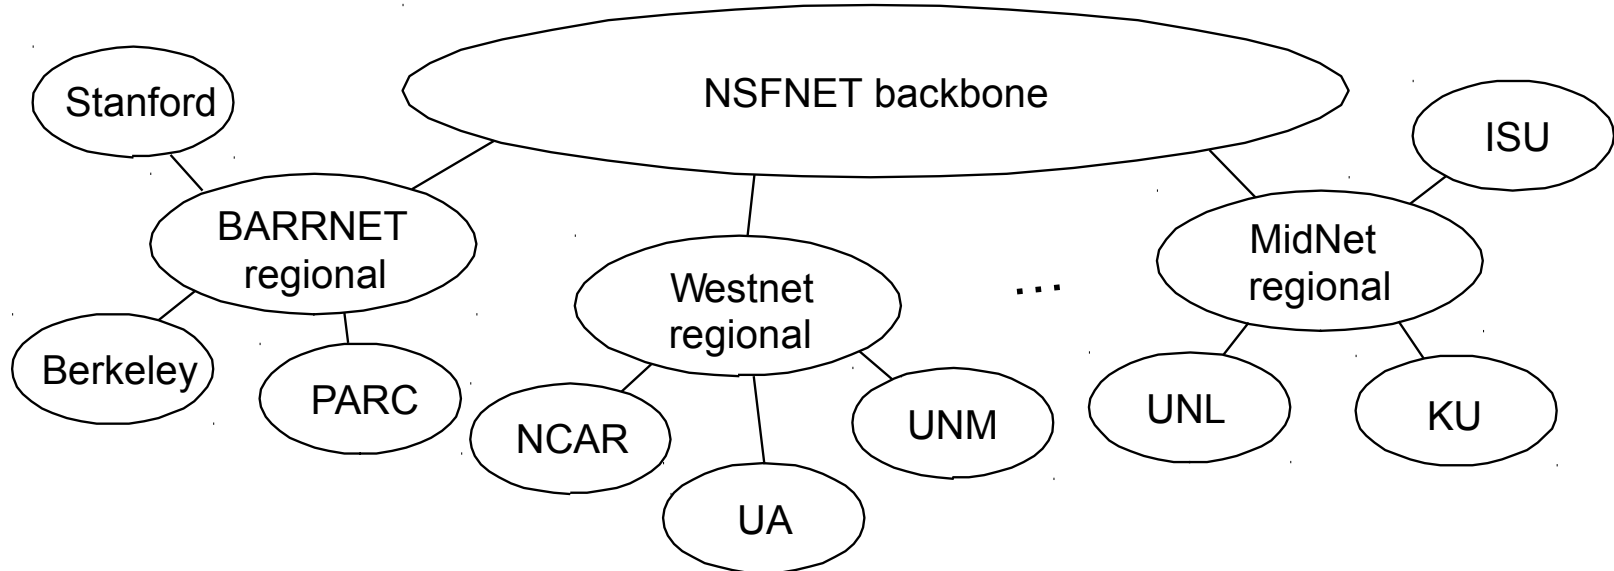 NSFNET backbone
Stanford
ISU
BARRNET
regional
MidNet
regional
Westnet
regional
...
Berkeley
PARC
NCAR
UNM
UNL
KU
UA